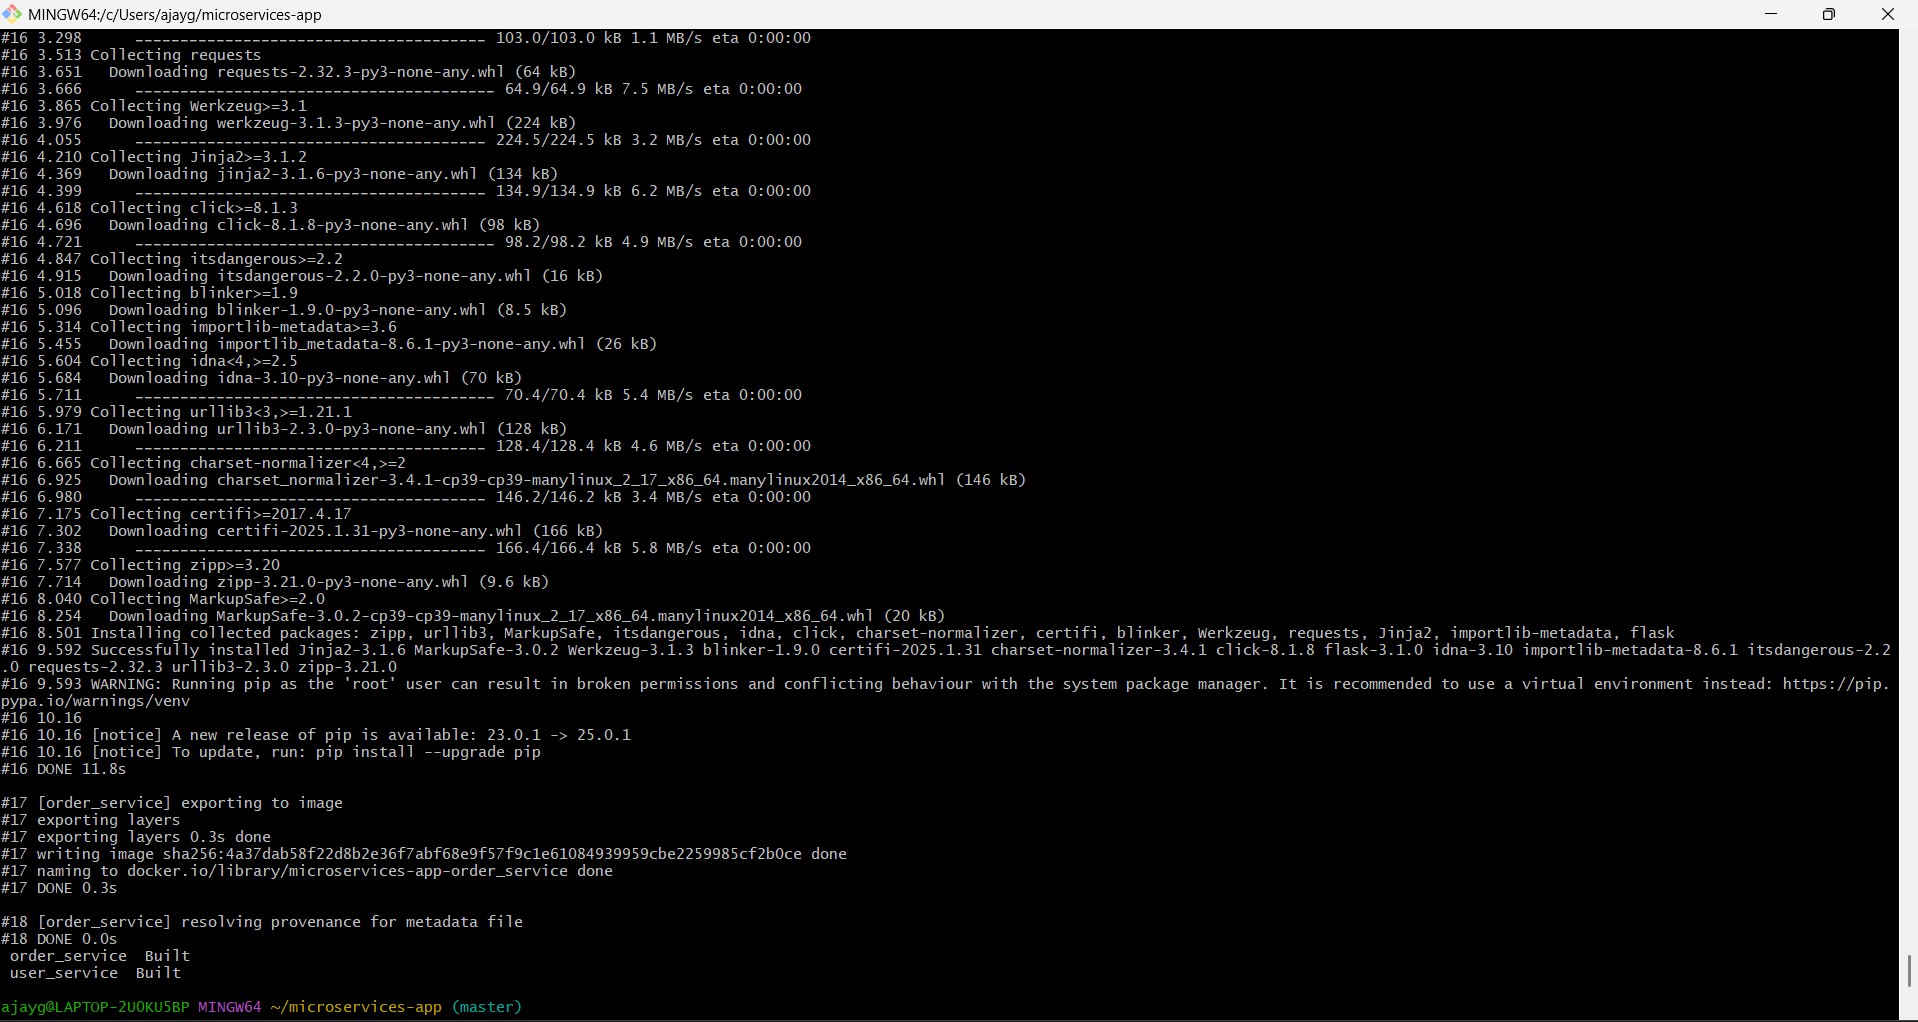 MINGW64:/c/Users/ajayg/microservices-app
#16 3.298      --------------------------------------- 103.0/103.0 kB 1.1 MB/s eta 0:00:00
#16 3.513 Collecting requests
#16 3.651   Downloading requests-2.32.3-py3-none-any.whl (64 kB)
#16 3.666      ---------------------------------------- 64.9/64.9 kB 7.5 MB/s eta 0:00:00
#16 3.865 Collecting Werkzeug>=3.1
#16 3.976   Downloading werkzeug-3.1.3-py3-none-any.whl (224 kB)
#16 4.055      --------------------------------------- 224.5/224.5 kB 3.2 MB/s eta 0:00:00
#16 4.210 Collecting Jinja2>=3.1.2
#16 4.369   Downloading jinja2-3.1.6-py3-none-any.whl (134 kB)
#16 4.399      --------------------------------------- 134.9/134.9 kB 6.2 MB/s eta 0:00:00
#16 4.618 Collecting click>=8.1.3
#16 4.696   Downloading click-8.1.8-py3-none-any.whl (98 kB)
#16 4.721      ---------------------------------------- 98.2/98.2 kB 4.9 MB/s eta 0:00:00
#16 4.847 Collecting itsdangerous>=2.2
#16 4.915   Downloading itsdangerous-2.2.0-py3-none-any.whl (16 kB)
#16 5.018 Collecting blinker>=1.9
#16 5.096   Downloading blinker-1.9.0-py3-none-any.whl (8.5 kB)
#16 5.314 Collecting importlib-metadata>=3.6
#16 5.455   Downloading importlib_metadata-8.6.1-py3-none-any.whl (26 kB)
#16 5.604 Collecting idna<4,>=2.5
#16 5.684   Downloading idna-3.10-py3-none-any.whl (70 kB)
#16 5.711      ---------------------------------------- 70.4/70.4 kB 5.4 MB/s eta 0:00:00
#16 5.979 Collecting urllib3<3,>=1.21.1
#16 6.171   Downloading urllib3-2.3.0-py3-none-any.whl (128 kB)
#16 6.211      --------------------------------------- 128.4/128.4 kB 4.6 MB/s eta 0:00:00
#16 6.665 Collecting charset-normalizer<4,>=2
#16 6.925   Downloading charset_normalizer-3.4.1-cp39-cp39-manylinux_2_17_x86_64.manylinux2014_x86_64.whl (146 kB)
#16 6.980      --------------------------------------- 146.2/146.2 kB 3.4 MB/s eta 0:00:00
#16 7.175 Collecting certifi>=2017.4.17
#16 7.302   Downloading certifi-2025.1.31-py3-none-any.whl (166 kB)
#16 7.338      --------------------------------------- 166.4/166.4 kB 5.8 MB/s eta 0:00:00
#16 7.577 Collecting zipp>=3.20
#16 7.714   Downloading zipp-3.21.0-py3-none-any.whl (9.6 kB)
#16 8.040 Collecting MarkupSafe>=2.0
#16 8.254   Downloading MarkupSafe-3.0.2-cp39-cp39-manylinux_2_17_x86_64.manylinux2014_x86_64.whl (20 kB)
#16 8.501 Installing collected packages: zipp, urllib3, MarkupSafe, itsdangerous, idna, click, charset-normalizer, certifi, blinker, Werkzeug, requests, Jinja2, importlib-metadata, flask
#16 9.592 Successfully installed Jinja2-3.1.6 MarkupSafe-3.0.2 Werkzeug-3.1.3 blinker-1.9.0 certifi-2025.1.31 charset-normalizer-3.4.1 click-8.1.8 flask-3.1.0 idna-3.10 importlib-metadata-8.6.1 itsdangerous-2.2
.0 requests-2.32.3 urllib3-2.3.0 zipp-3.21.0
#16 9.593 WARNING: Running pip as the 'root' user can result in broken permissions and conflicting behaviour with the system package manager. It is recommended to use a virtual environment instead: https://pip.
pypa.io/warnings/venv
#16 10.16
#16 10.16 [notice] A new release of pip is available: 23.0.1 -> 25.0.1
#16 10.16 [notice] To update, run: pip install --upgrade pip
#16 DONE 11.8s
#17 [order_service] exporting to image
#17 exporting layers
#17 exporting layers 0.3s done
#17 writing image sha256:4a37dab58f22d8b2e36f7abf68e9f57f9c1e61084939959cbe2259985cf2b0ce done
#17 naming to docker.io/library/microservices-app-order_service done
#17 DONE 0.3s
#18 [order_service] resolving provenance for metadata file
#18 DONE 0.0s
order_service  Built
user_service  Built
ajayg@LAPTOP-2UOKU5BP MINGW64 ~/microservices-app (master)